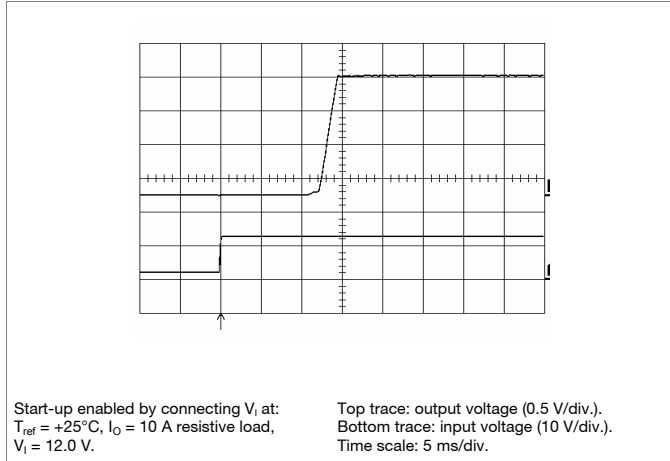 Start-up enabled by connecting VI at:
Tref = +25°C, IO = 10 A resistive load,
VI = 12.0 V.
Top trace: output voltage (0.5 V/div.).
Bottom trace: input voltage (10 V/div.).
Time scale: 5 ms/div.